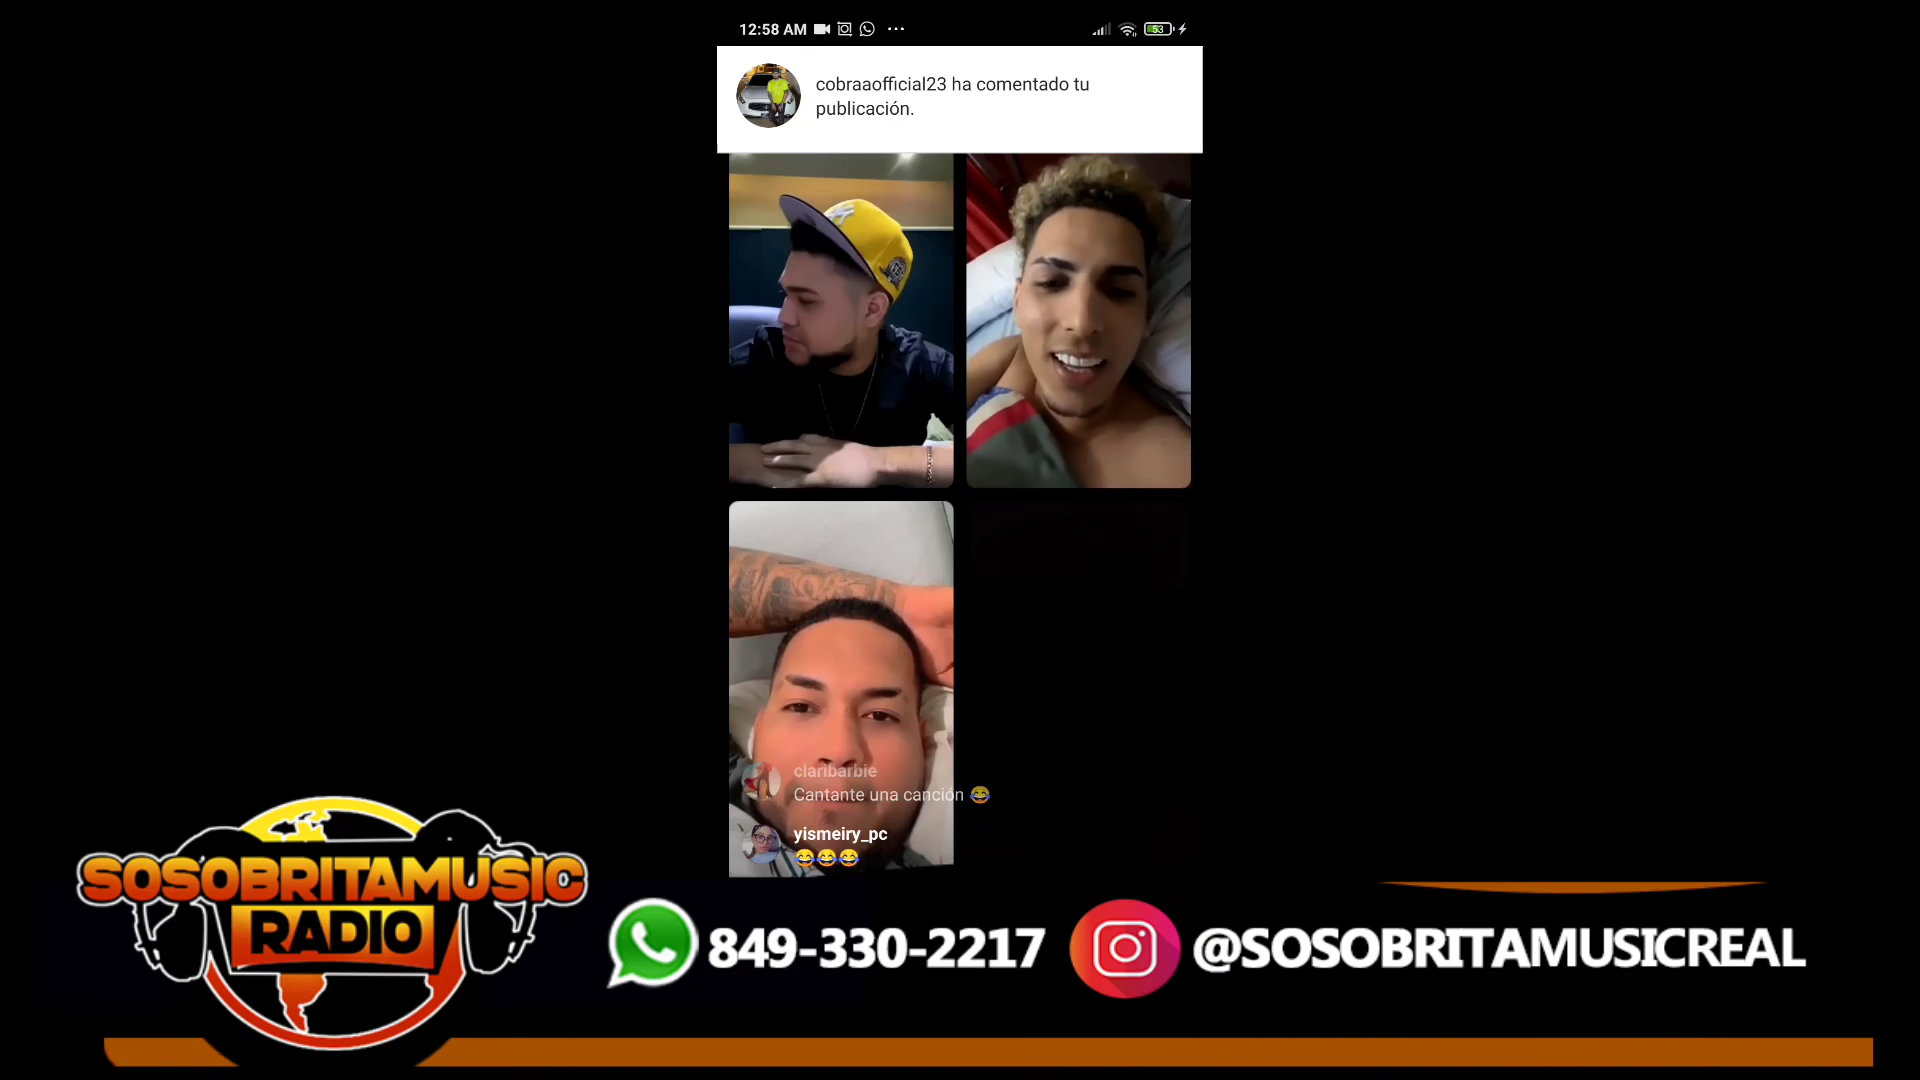 12:58 AM
53
cobraaofficial23 ha comentado tu
publicación.
claribarbie
Cantante una canción 😂
yismeiry_pc
😂😂😂
SOSOBRITAMUSIC
RADIO
849-330-2217
@SOSOBRITAMUSICREAL